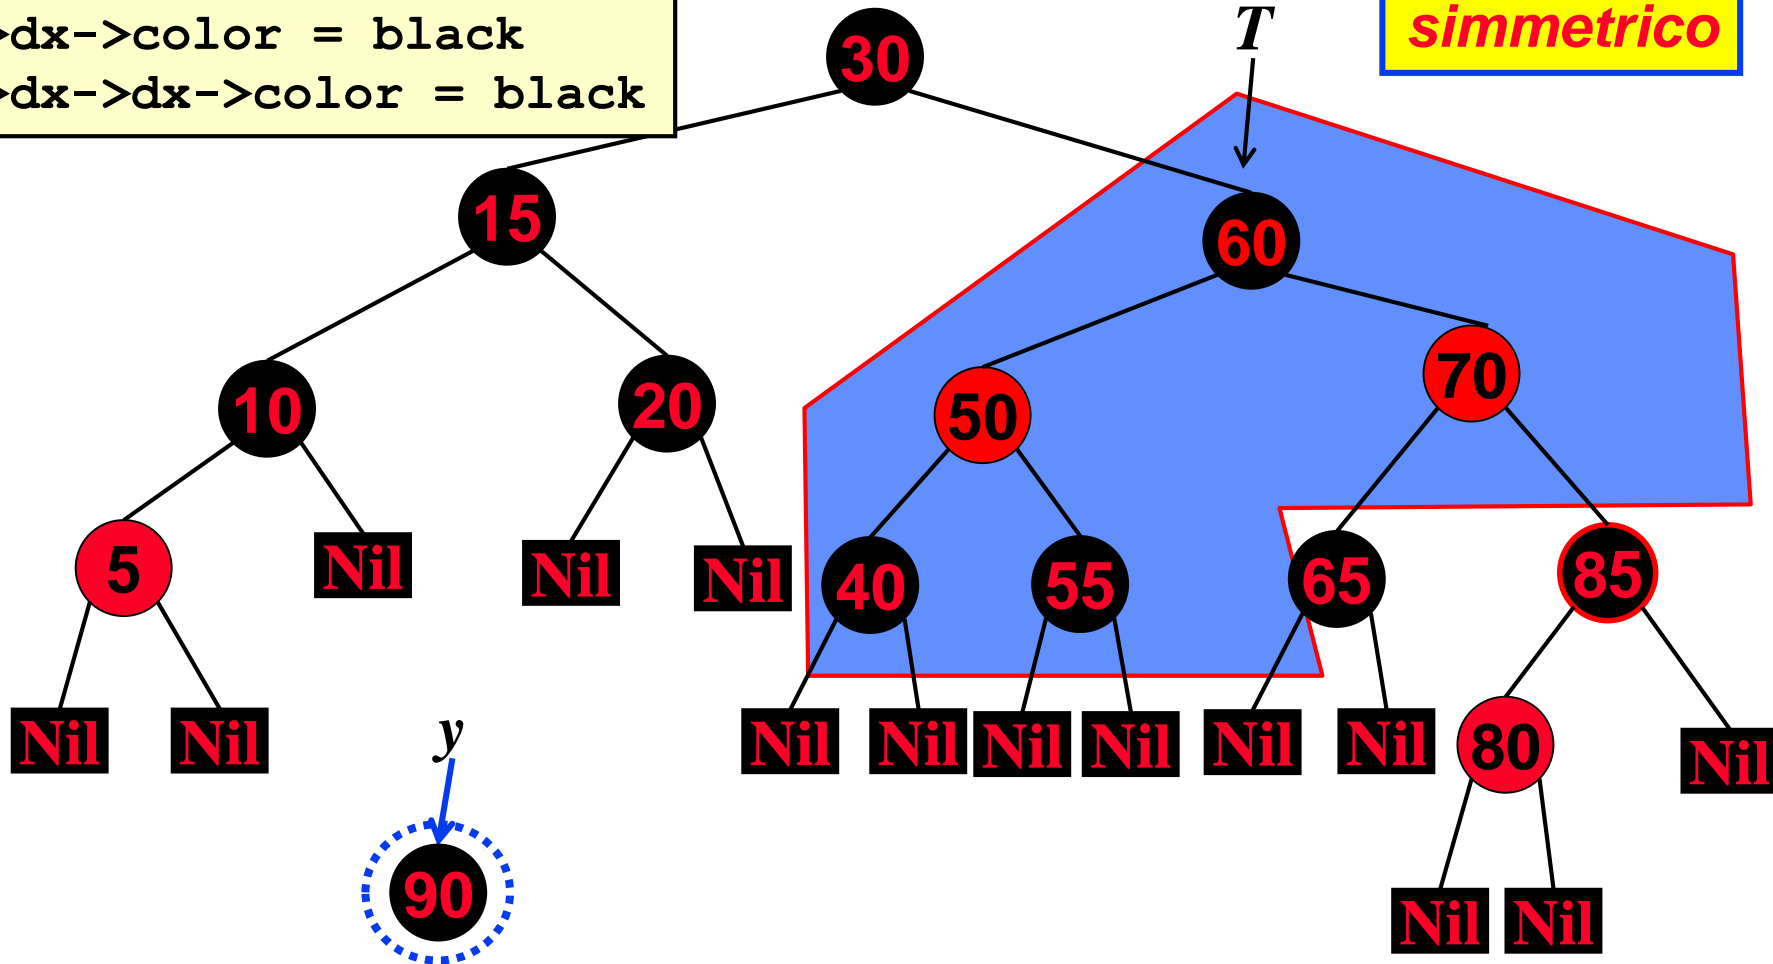 >dx->color = black
>dx->dx->color = black
simmetrico
T
30
15
60
10
20
50
70
5
Nil
Nil
Nil
40
55
65
85
Nil
Nil
Nil
Nil
Nil
Nil
Nil
Nil
80
Nil
y
90
Nil
Nil